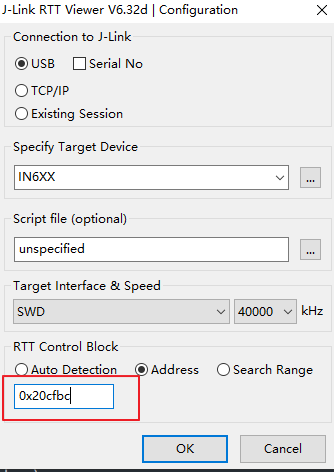 J-Link RTT Viewer V6.32d | Configuration
Connection to J-Link
USB Serial No
TCP/IP
Existing Session
Specify Target Device
IN6XX ...
Script file (optional)
unspecified ...
Target Interface & Speed
SWD 40000 kHz
RTT Control Block
Auto Detection Address Search Range
0x20cfbc
OK Cancel